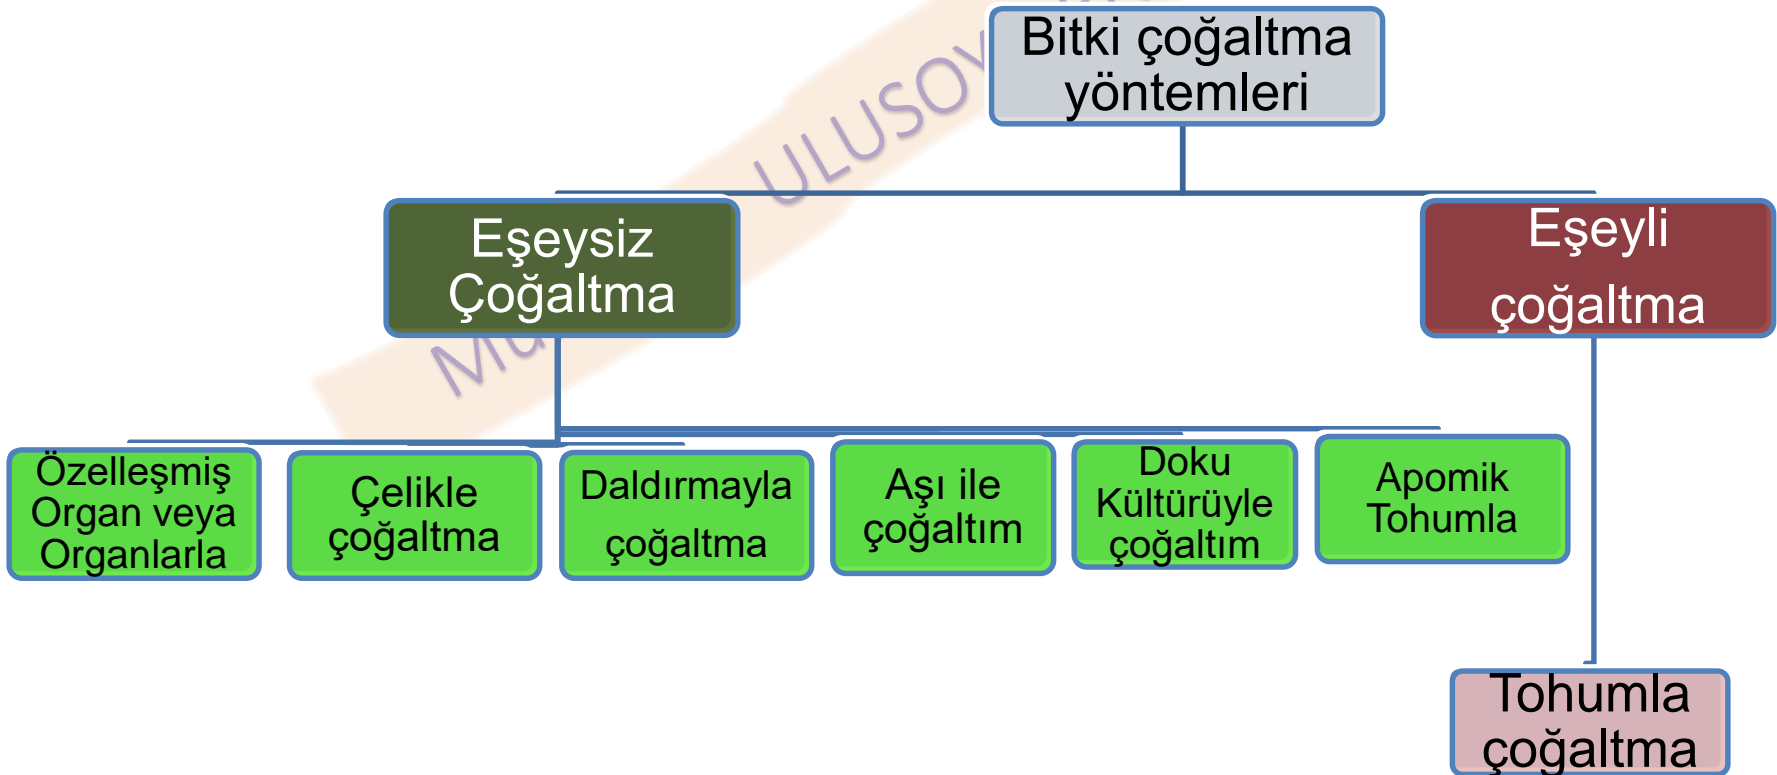 Bitki çoğaltma
yöntemleri
ULUSOY
Eşeysiz
Çoğaltma
Eşeyli
çoğaltma
Özelleşmiş
Organ veya
Organlarla
Çelikle
çoğaltma
Daldırmayla
çoğaltma
Aşı ile
çoğaltım
Doku
Kültürüyle
çoğaltım
Apomik
Tohumla
Tohumla
çoğaltma